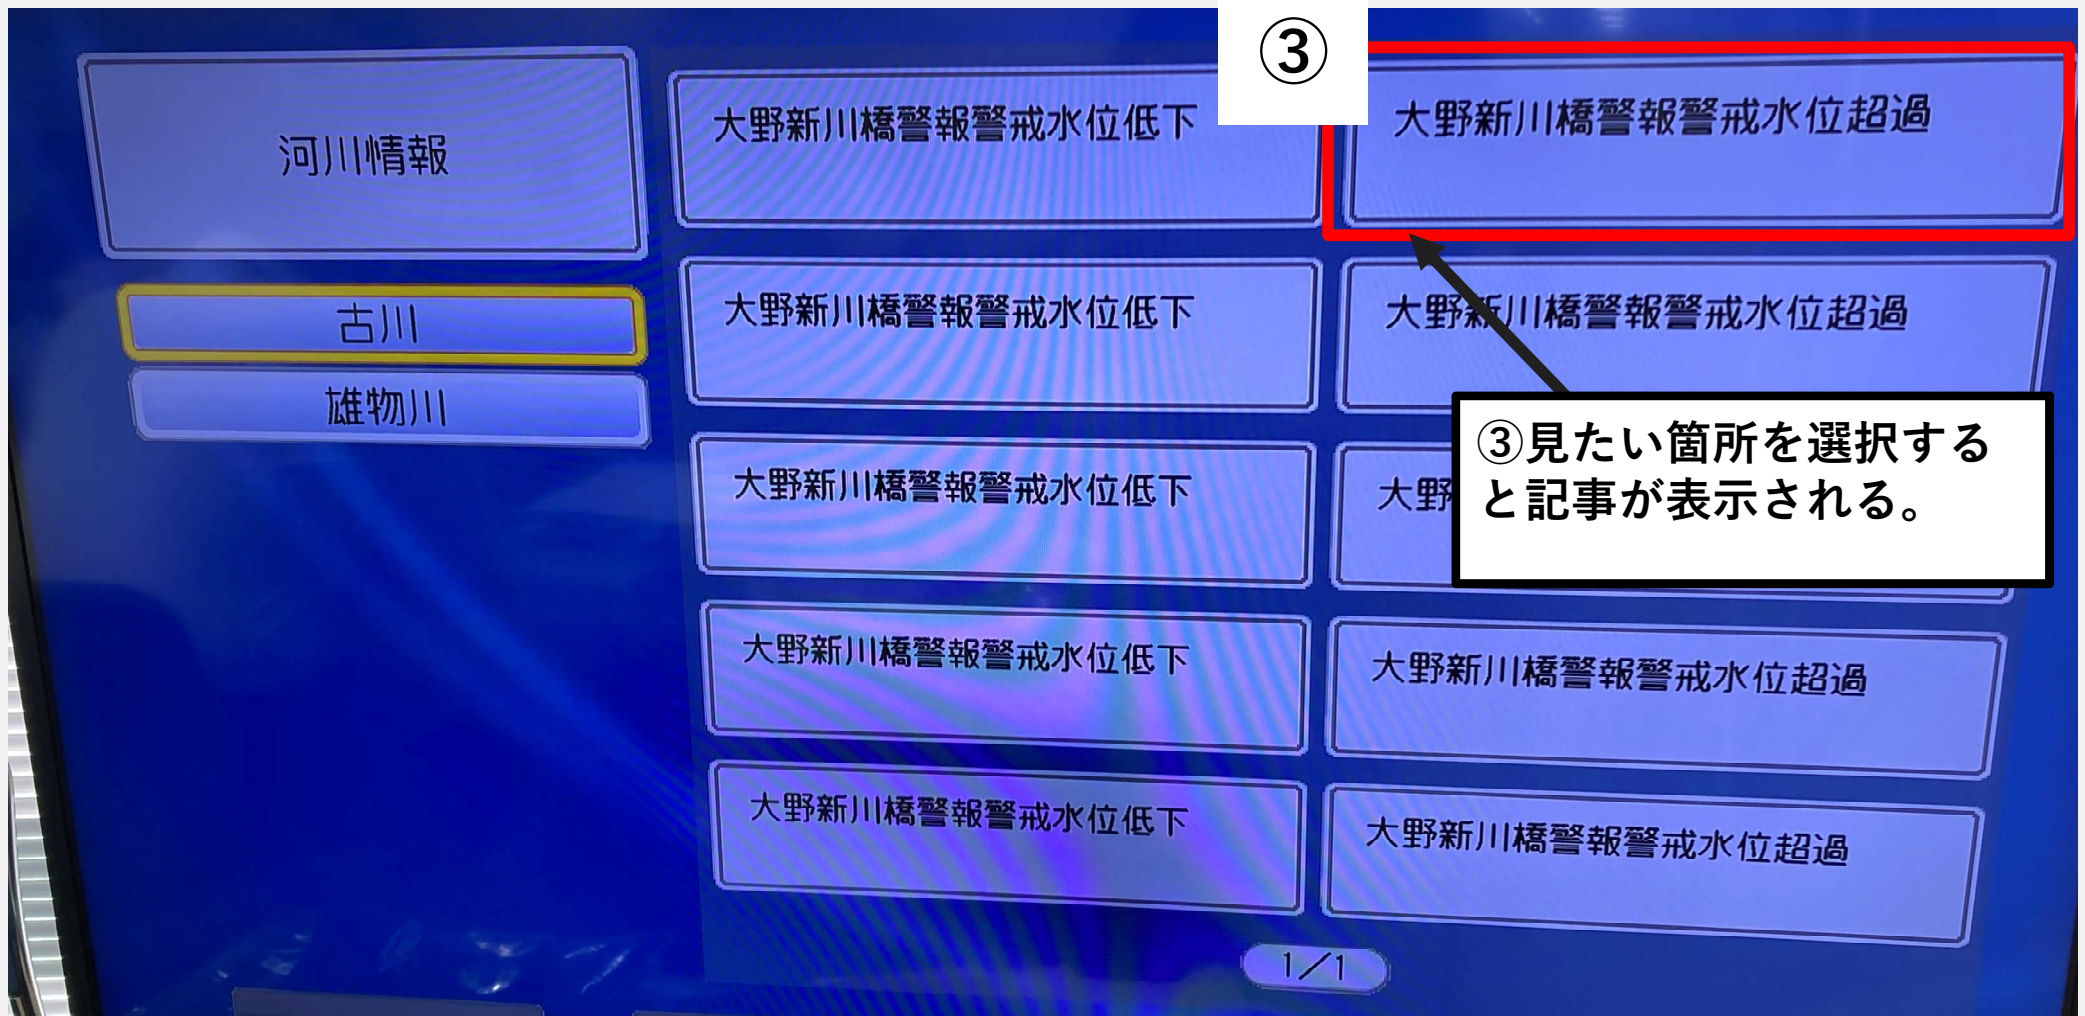 ③
河川情報
古川
雄物川
大野新川橋警報警戒水位低下
大野新川橋警報警戒水位超過
大野新川橋警報警戒水位低下
大野新川橋警報警戒水位超過
大野新川橋警報警戒水位低下
大野
③見たい箇所を選択する
と記事が表示される。
大野新川橋警報警戒水位低下
大野新川橋警報警戒水位超過
大野新川橋警報警戒水位低下
大野新川橋警報警戒水位超過
1/1